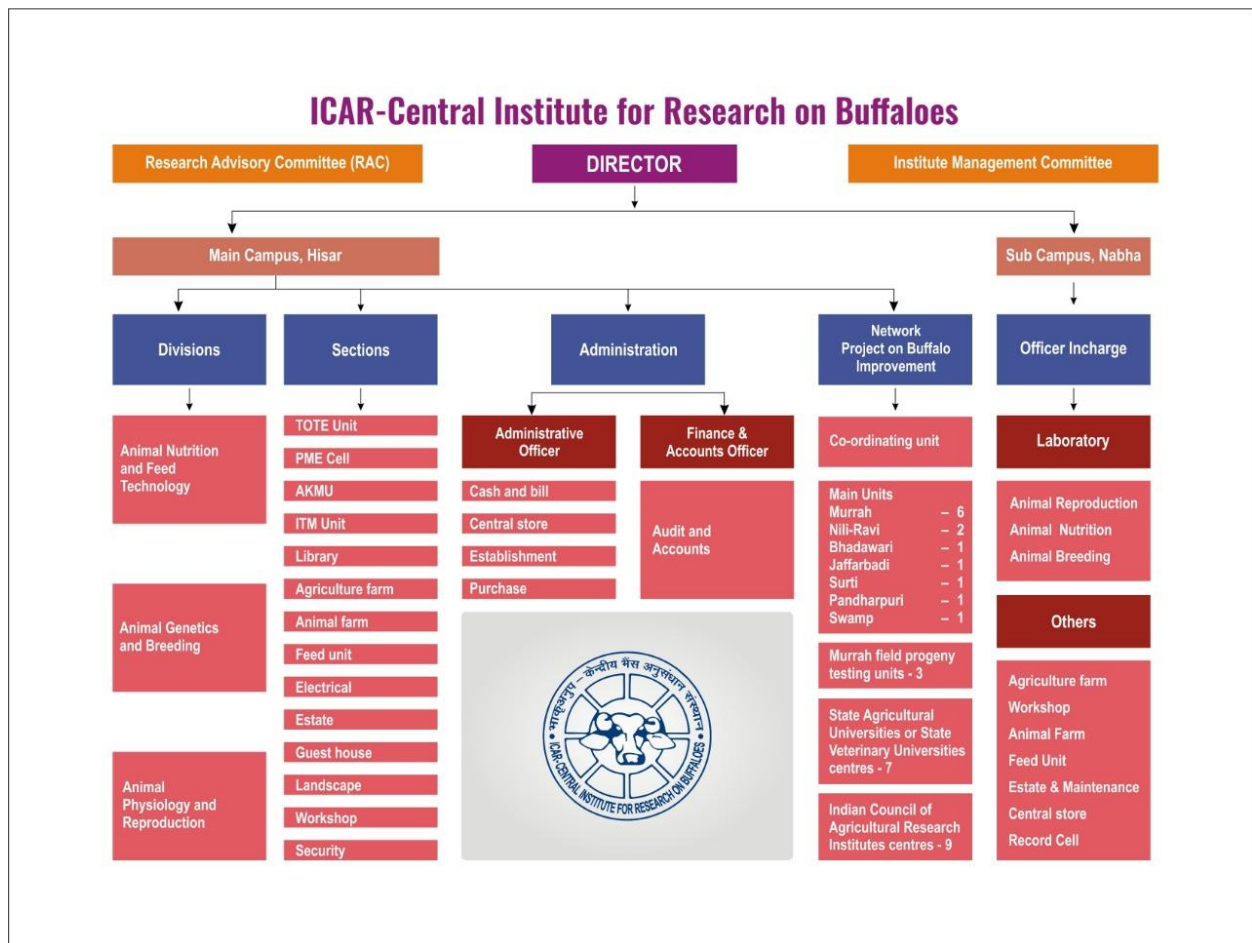 ICAR-Central Institute for Research on Buffaloes
Research Advisory Committee (RAC)
DIRECTOR
Institute Management Committee
Main Campus, Hisar
Sub Campus, Nabha
Divisions
Sections
Administration
Network
Project on Buffalo
Improvement
Officer Incharge
Animal Nutrition
and Feed
Technology
Animal Genetics
and Breeding
Animal
Physiology and
Reproduction
TOTE Unit
PME Cell
AKMU
ITM Unit
Library
Agriculture farm
Animal farm
Feed unit
Electrical
Estate
Guest house
Landscape
Workshop
Security
Administrative
Officer
Cash and bill
Central store
Establishment
Purchase
Finance &
Accounts Officer
Audit and
Accounts
भाकृअनुप – केन्द्रीय भैंस अनुसंधान संस्थान
ICAR-CENTRAL INSTITUTE FOR RESEARCH ON BUFFALOES
Co-ordinating unit
Main Units
Murrah – 6
Nili-Ravi – 2
Bhadawari – 1
Jaffarbadi – 1
Surti – 1
Pandharpuri – 1
Swamp – 1
Murrah field progeny
testing units - 3
State Agricultural
Universities or State
Veterinary Universities
centres - 7
Indian Council of
Agricultural Research
Institutes centres - 9
Laboratory
Animal Reproduction
Animal Nutrition
Animal Breeding
Others
Agriculture farm
Workshop
Animal Farm
Feed Unit
Estate & Maintenance
Central store
Record Cell